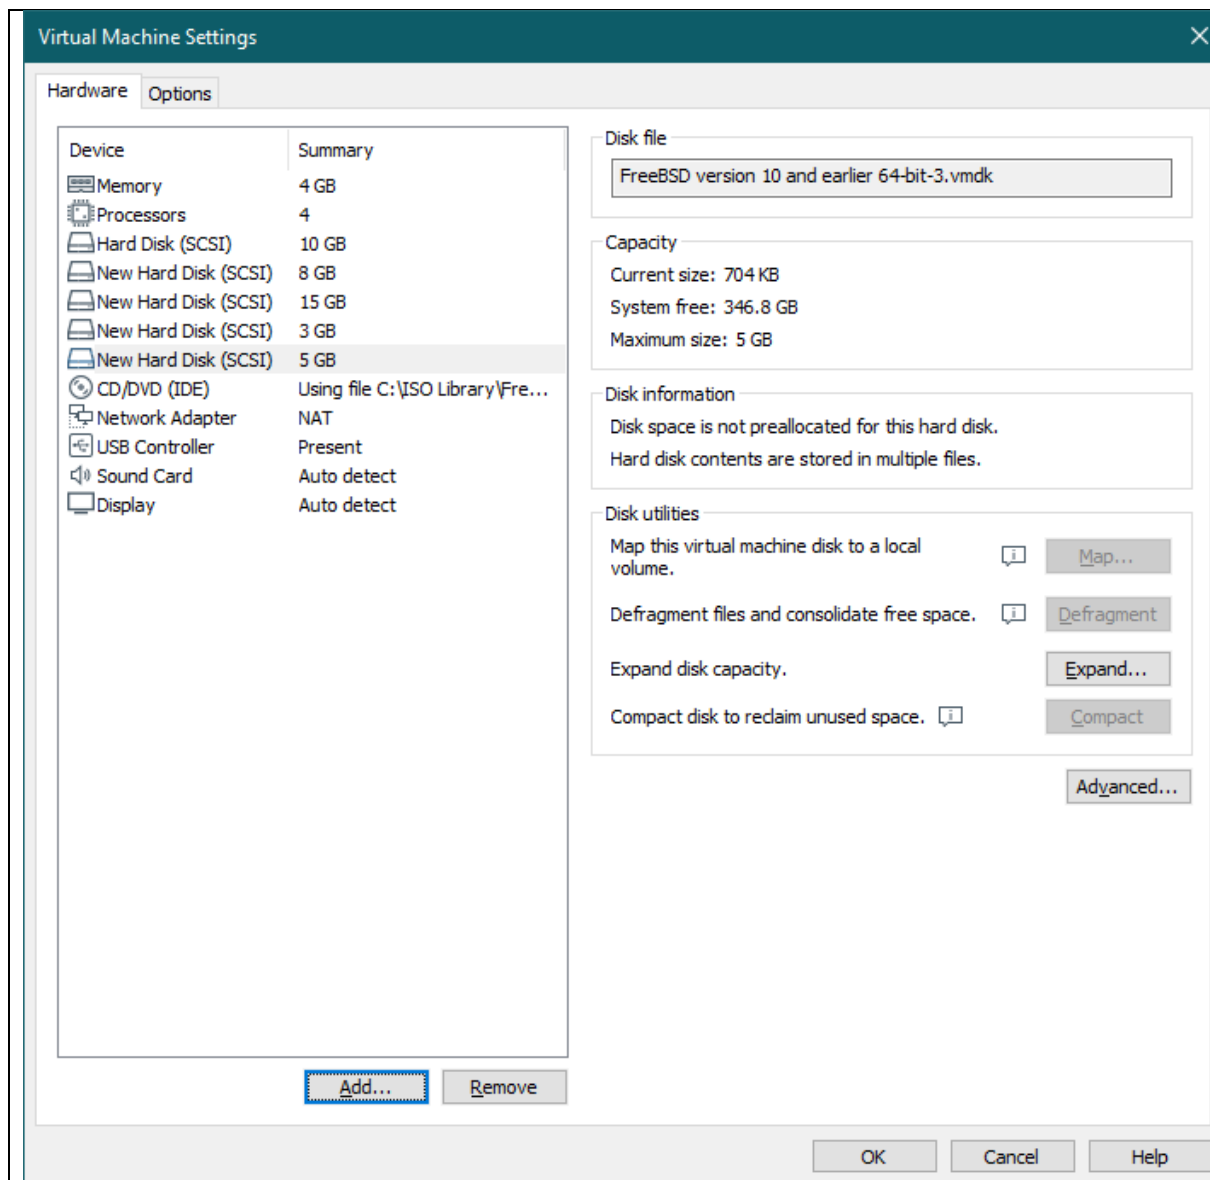 Virtual Machine Settings
Hardware
Options
Device Summary
Memory 4 GB
Processors 4
Hard Disk (SCSI) 10 GB
New Hard Disk (SCSI) 8 GB
New Hard Disk (SCSI) 15 GB
New Hard Disk (SCSI) 3 GB
New Hard Disk (SCSI) 5 GB
CD/DVD (IDE) Using file C:\ISO Library\Fre...
Network Adapter NAT
USB Controller Present
Sound Card Auto detect
Display Auto detect
Add...
Remove
Disk file
FreeBSD version 10 and earlier 64-bit-3.vmdk
Capacity
Current size: 704 KB
System free: 346.8 GB
Maximum size: 5 GB
Disk information
Disk space is not preallocated for this hard disk.
Hard disk contents are stored in multiple files.
Disk utilities
Map this virtual machine disk to a local
volume.
Map...
Defragment files and consolidate free space.
Defragment
Expand disk capacity.
Expand...
Compact disk to reclaim unused space.
Compact
Advanced...
OK
Cancel
Help